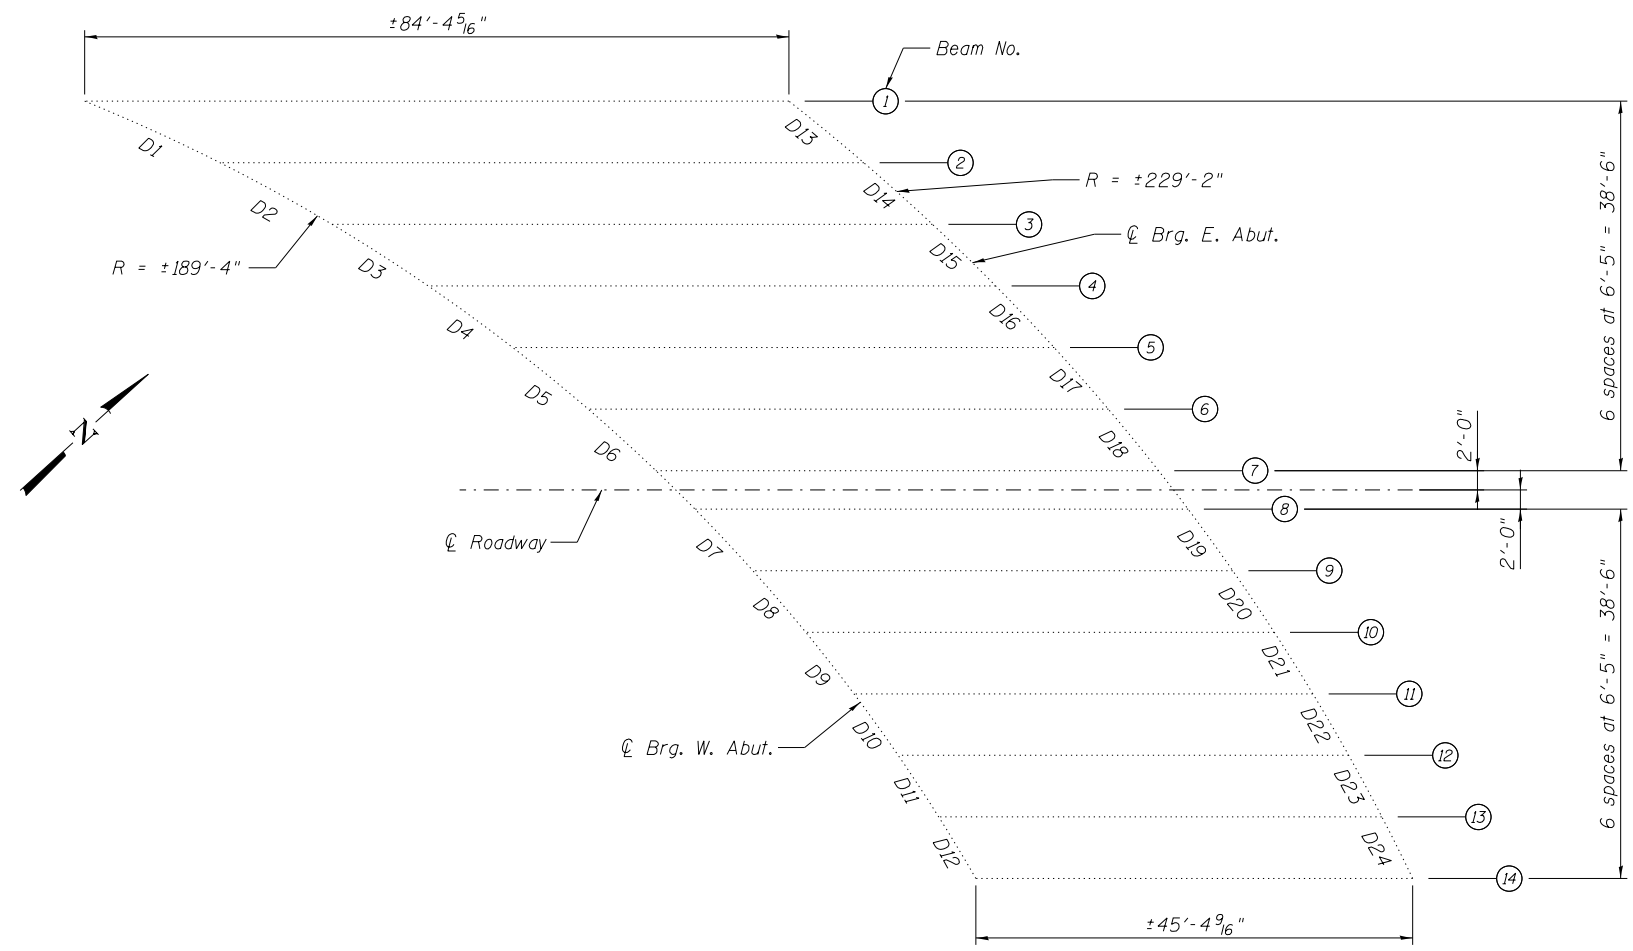 ±84'-4 5/16"
Beam No.
1
D13
D1
2
R = ±229'-2"
D14
D2
3
℄ Brg. E. Abut.
D15
R = ±189'-4"
D3
4
D16
D4
5
6 spaces at 6'-5" = 38'-6"
D17
D5
6
N
D18
D6
2'-0"
7
8
℄ Roadway
2'-0"
D19
D7
9
D20
D8
10
D21
D9
11
6 spaces at 6'-5" = 38'-6"
D22
D10
℄ Brg. W. Abut.
12
D23
D11
13
D24
D12
14
±45'-4 9/16"